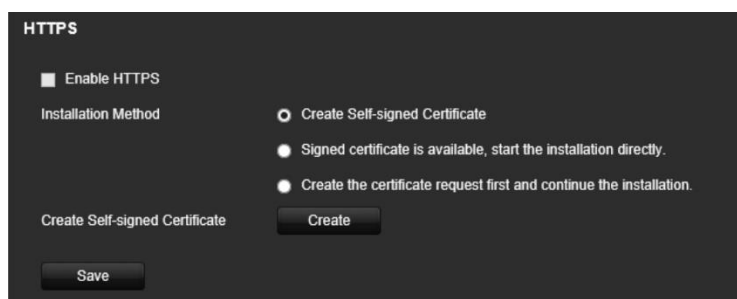 HTTPS
Enable HTTPS
Installation Method
Create Self-signed Certificate
Signed certificate is available, start the installation directly.
Create the certificate request first and continue the installation.
Create Self-signed Certificate
Create
Save